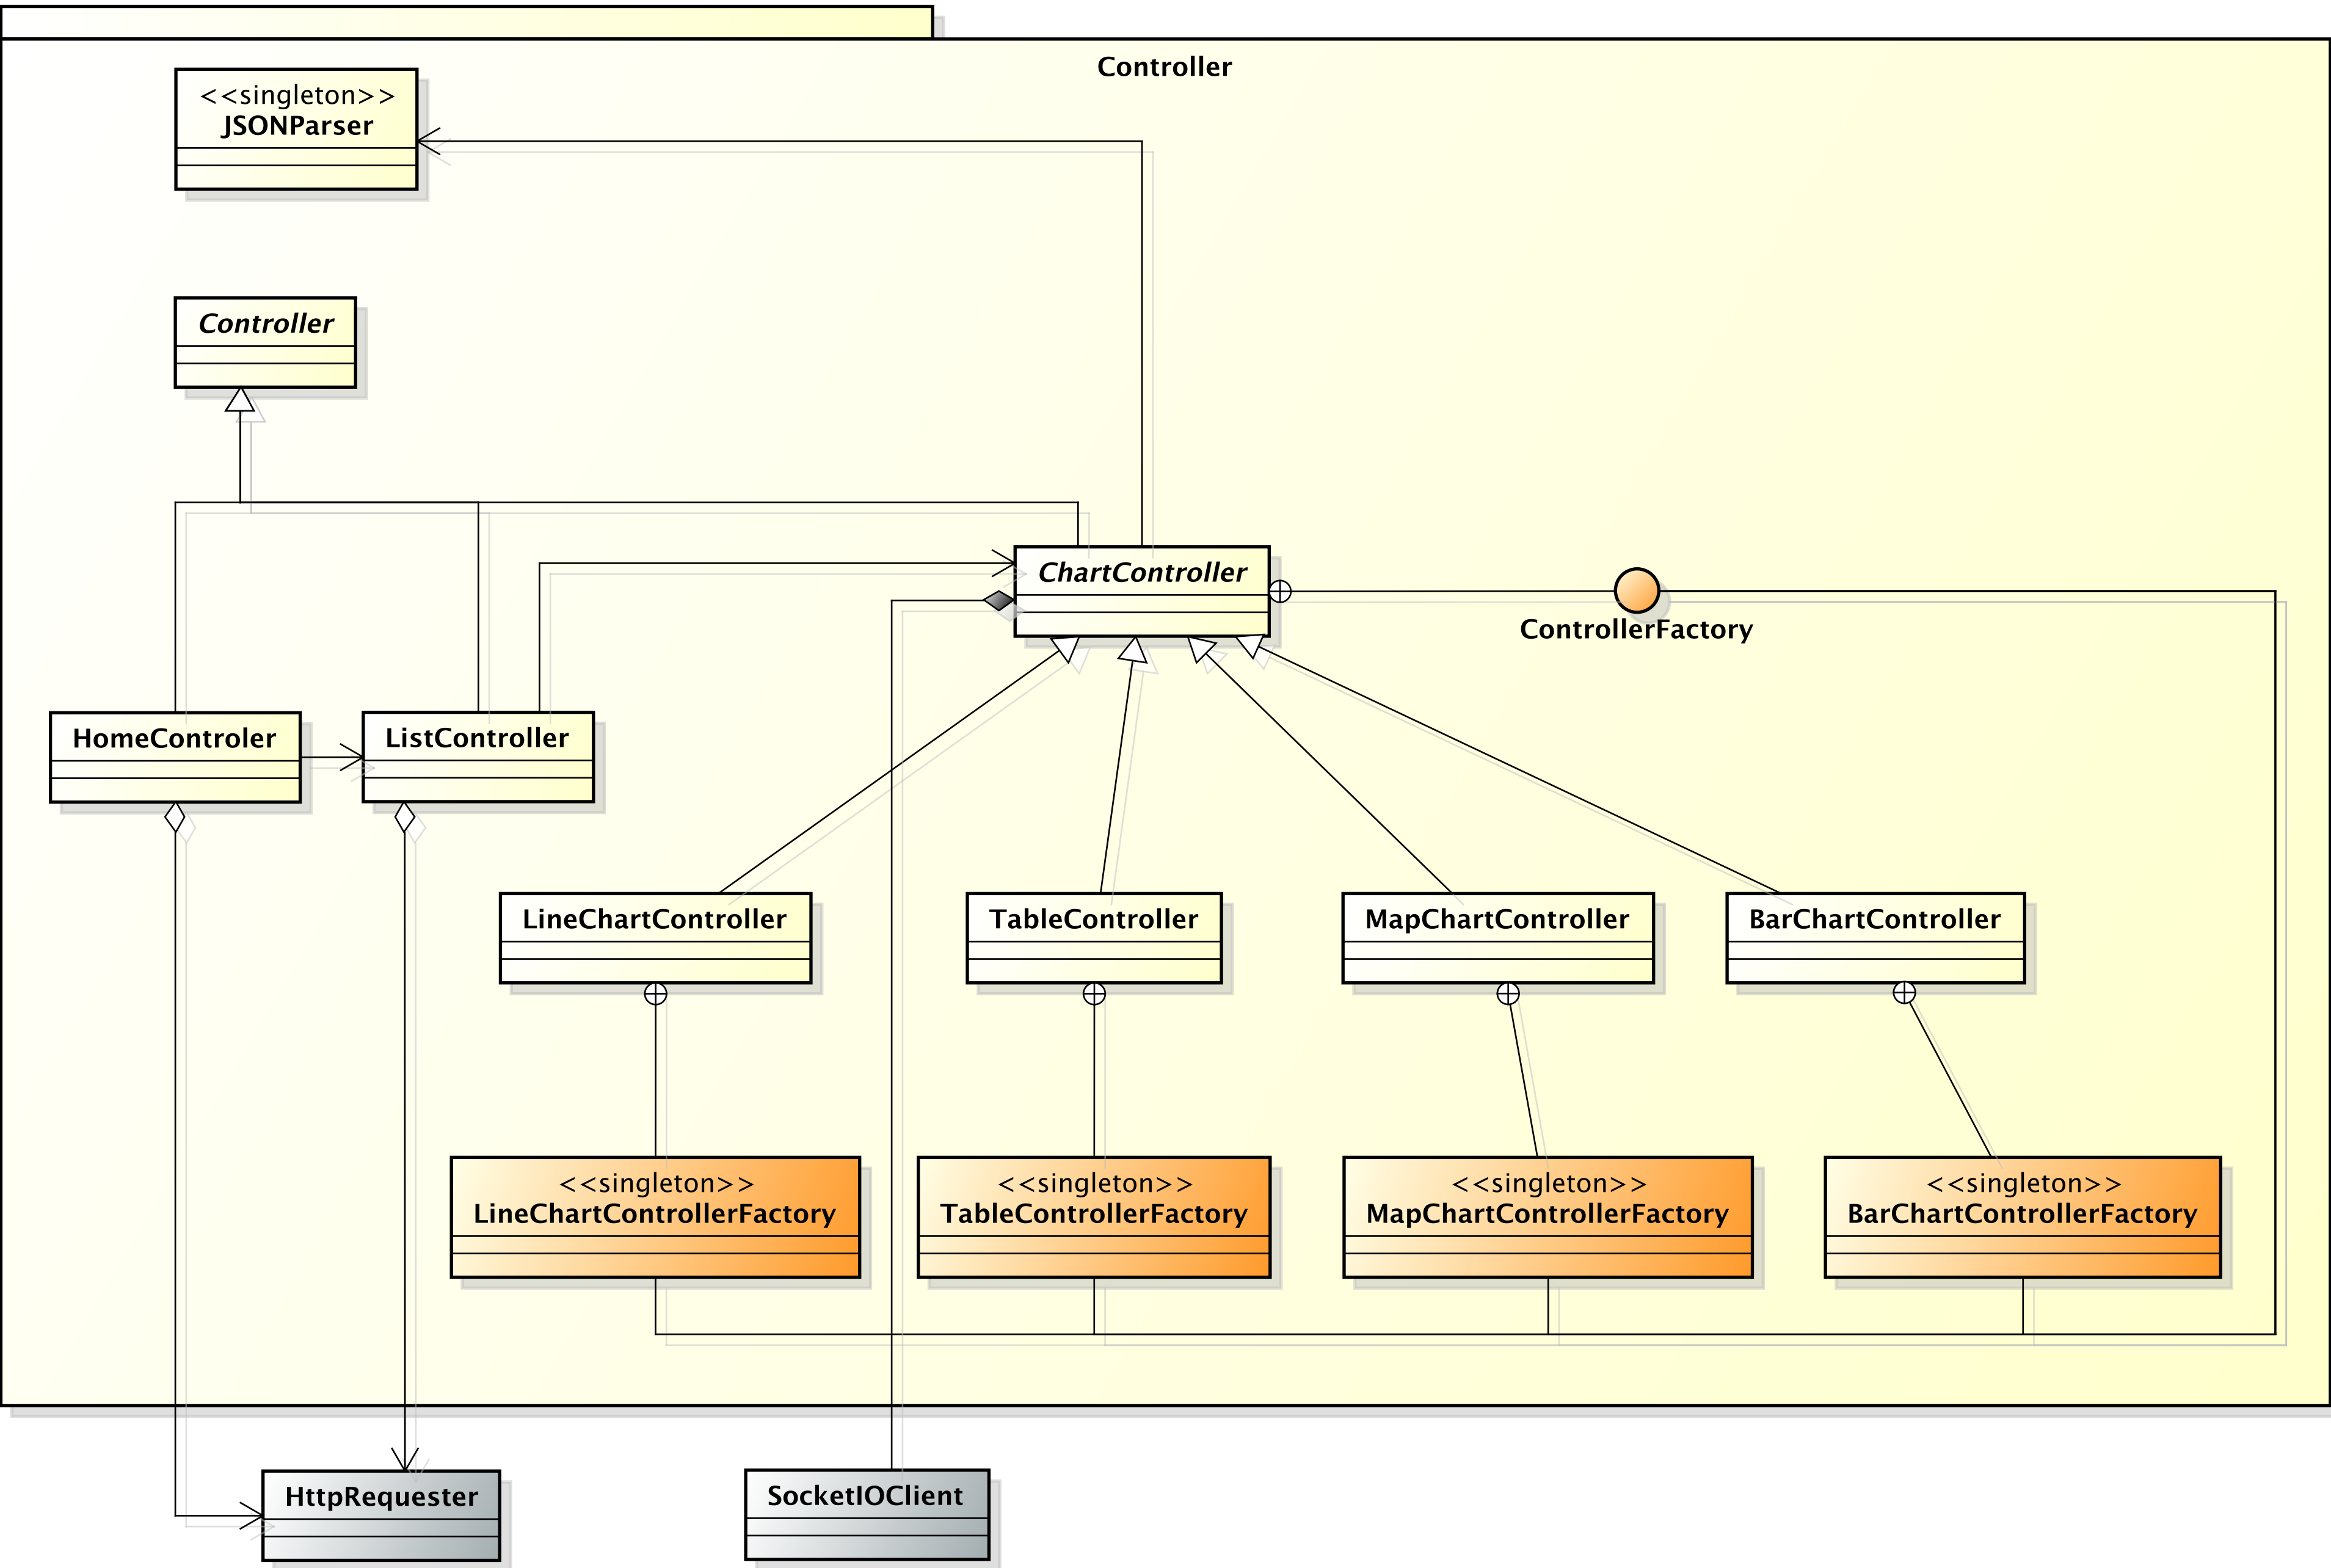 Controller
<<singleton>>
JSONParser
Controller
ChartController
ControllerFactory
HomeControler
ListController
LineChartController
TableController
MapChartController
BarChartController
<<singleton>>
LineChartControllerFactory
<<singleton>>
TableControllerFactory
<<singleton>>
MapChartControllerFactory
<<singleton>>
BarChartControllerFactory
HttpRequester
SocketIOClient